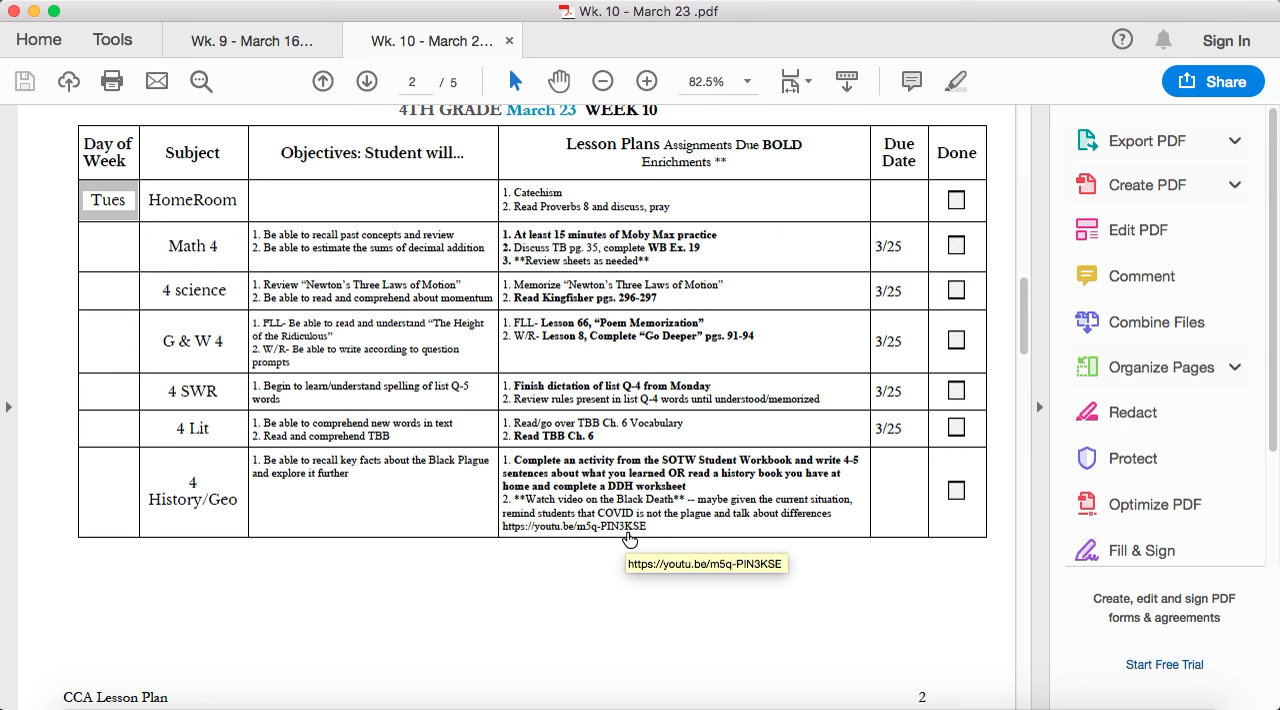 Wk. 10 - March 23 .pdf
Home Tools Wk. 9 - March 16... Wk. 10 - March 2... × Sign In
2 / 5 82.5% Share
4TH GRADE March 23 WEEK 10
Day of Week Subject Objectives: Student will... Lesson Plans Assignments Due BOLD Enrichments ** Due Date Done
Tues HomeRoom
1. Catechism
2. Read Proverbs 8 and discuss, pray
Math 4
1. Be able to recall past concepts and review
2. Be able to estimate the sums of decimal addition
1. At least 15 minutes of Moby Max practice
2. Discuss TB pg. 35, complete WB Ex. 19
3. **Review sheets as needed**
3/25
4 science
1. Review “Newton's Three Laws of Motion”
2. Be able to read and comprehend about momentum
1. Memorize “Newton's Three Laws of Motion”
2. Read Kingfisher pgs. 296-297
3/25
G & W 4
1. FLL- Be able to read and understand “The Height
of the Ridiculous”
2. W/R- Be able to write according to question
prompts
1. FLL- Lesson 66, “Poem Memorization”
2. W/R- Lesson 8, Complete “Go Deeper” pgs. 91-94
3/25
4 SWR
1. Begin to learn/understand spelling of list Q-5
words
1. Finish dictation of list Q-4 from Monday
2. Review rules present in list Q-4 words until understood/memorized
3/25
4 Lit
1. Be able to comprehend new words in text
2. Read and comprehend TBB
1. Read/go over TBB Ch. 6 Vocabulary
2. Read TBB Ch. 6
3/25
4
History/Geo
1. Be able to recall key facts about the Black Plague
and explore it further
1. Complete an activity from the SOTW Student Workbook and write 4-5
sentences about what you learned OR read a history book you have at
home and complete a DDH worksheet
2. **Watch video on the Black Death** -- maybe given the current situation,
remind students that COVID is not the plague and talk about differences
https://youtu.be/m5q-PIN3KSE
https://youtu.be/m5q-PIN3KSE
CCA Lesson Plan 2
Export PDF
Create PDF
Edit PDF
Comment
Combine Files
Organize Pages
Redact
Protect
Optimize PDF
Fill & Sign
Create, edit and sign PDF
forms & agreements
Start Free Trial